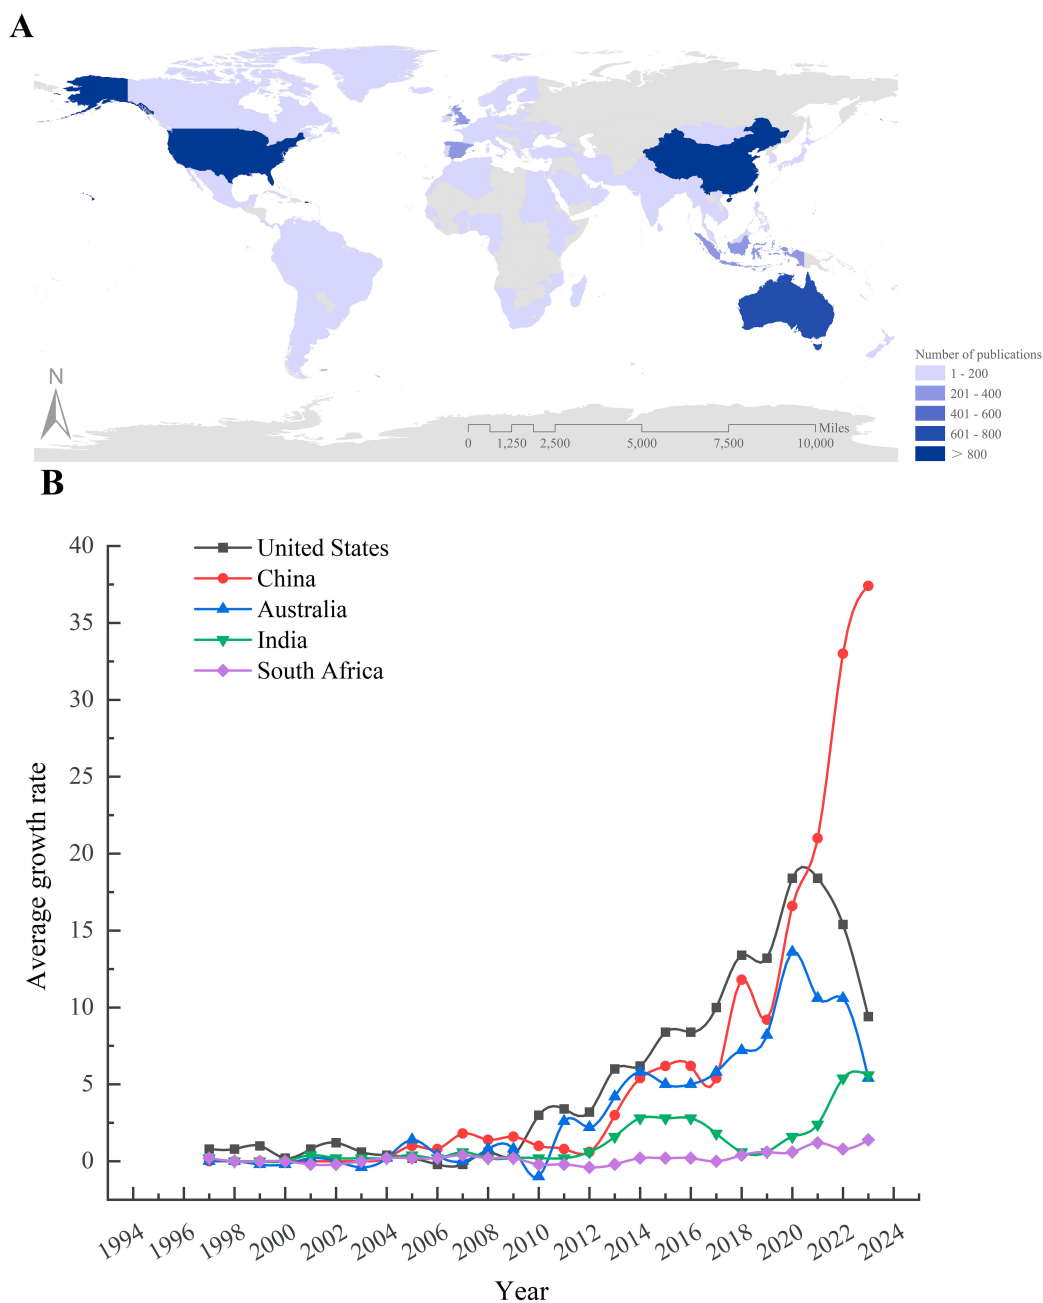 A
N
Number of publications
1 - 200
201 - 400
401 - 600
601 - 800
> 800
Miles
0 1,250 2,500 5,000 7,500 10,000
B
United States
China
Australia
India
South Africa
Average growth rate
40
35
30
25
20
15
10
5
0
1994 1996 1998 2000 2002 2004 2006 2008 2010 2012 2014 2016 2018 2020 2022 2024
Year